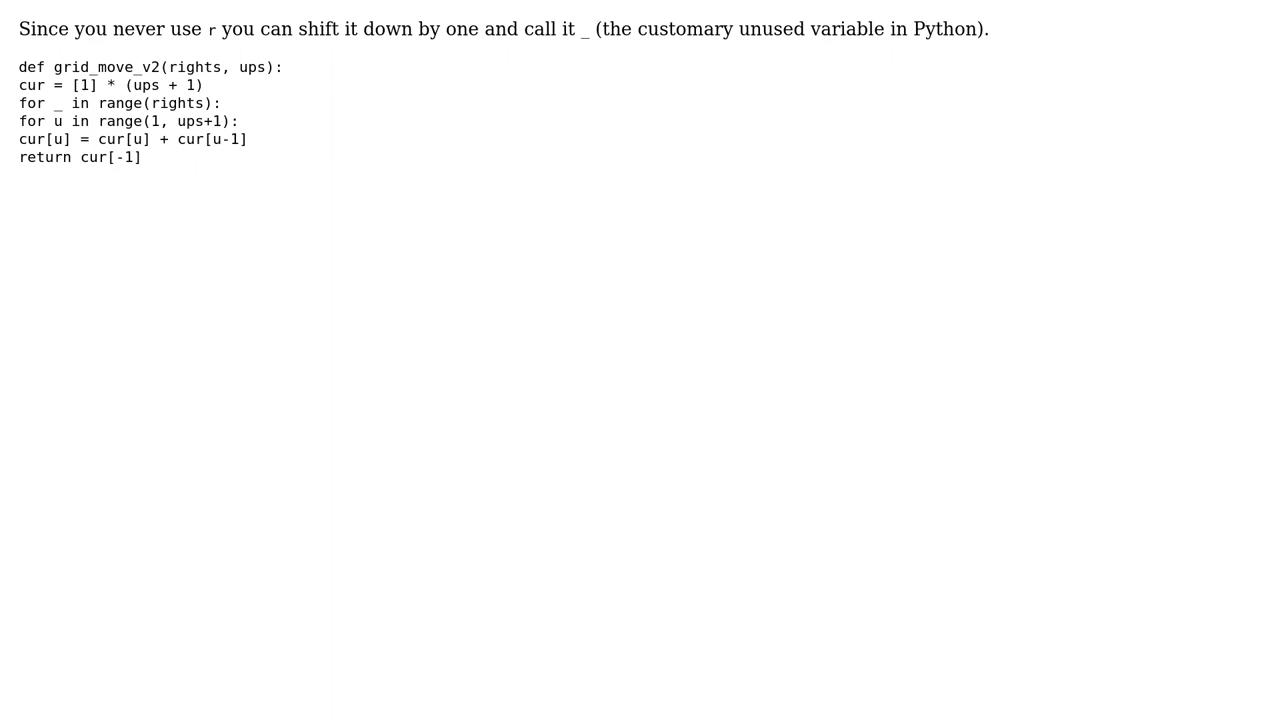 Since you never use r you can shift it down by one and call it _ (the customary unused variable in Python).
def grid_move_v2(rights, ups):
cur = [1] * (ups + 1)
for _ in range(rights):
for u in range(1, ups+1):
cur[u] = cur[u] + cur[u-1]
return cur[-1]